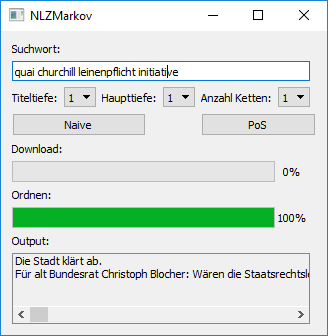 NLZMarkov
Suchwort:
quai churchill leinenpflicht initiative
Titeltiefe: 1 Haupttiefe: 1 Anzahl Ketten: 1
Naive PoS
Download:
0%
Ordnen:
100%
Output:
Die Stadt klärt ab.
Für alt Bundesrat Christoph Blocher: Wären die